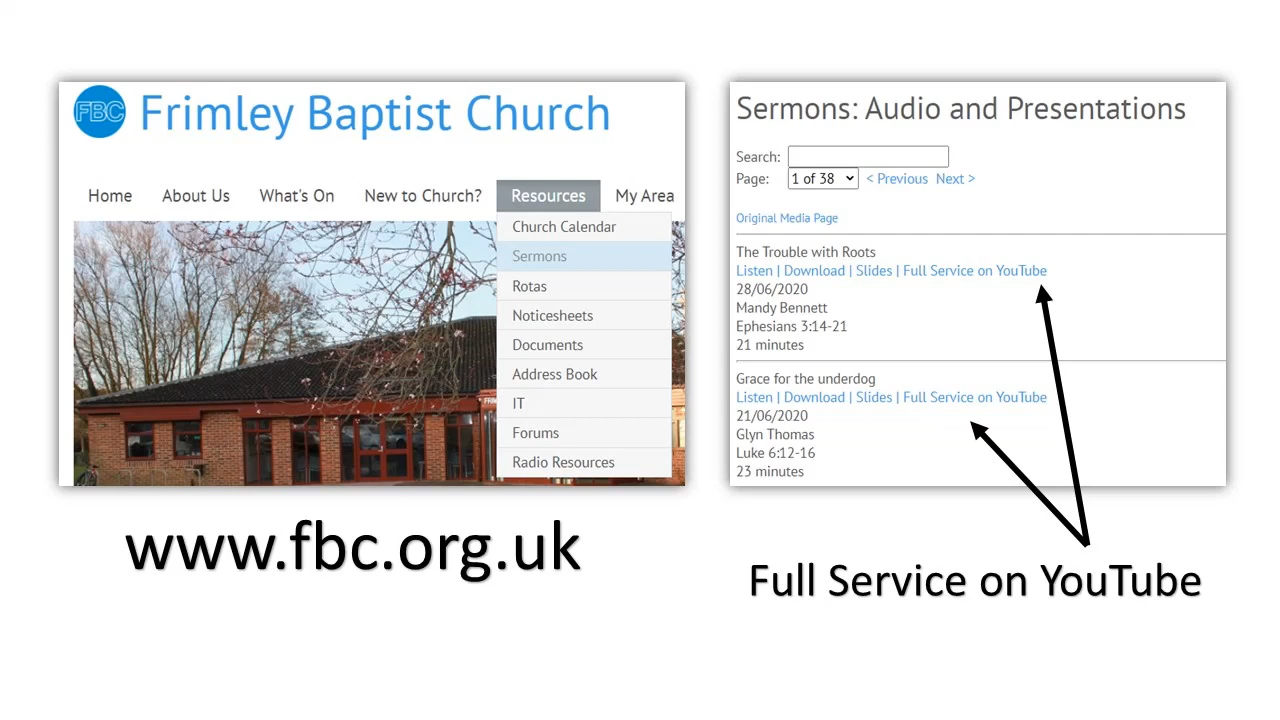 FBC Frimley Baptist Church
Home About Us What's On New to Church? Resources My Area
Church Calendar
Sermons
Rotas
Noticesheets
Documents
Address Book
IT
Forums
Radio Resources
www.fbc.org.uk
Sermons: Audio and Presentations
Search:
Page: 1 of 38 < Previous Next >
Original Media Page
The Trouble with Roots
Listen | Download | Slides | Full Service on YouTube
28/06/2020
Mandy Bennett
Ephesians 3:14-21
21 minutes
Grace for the underdog
Listen | Download | Slides | Full Service on YouTube
21/06/2020
Glyn Thomas
Luke 6:12-16
23 minutes
Full Service on YouTube